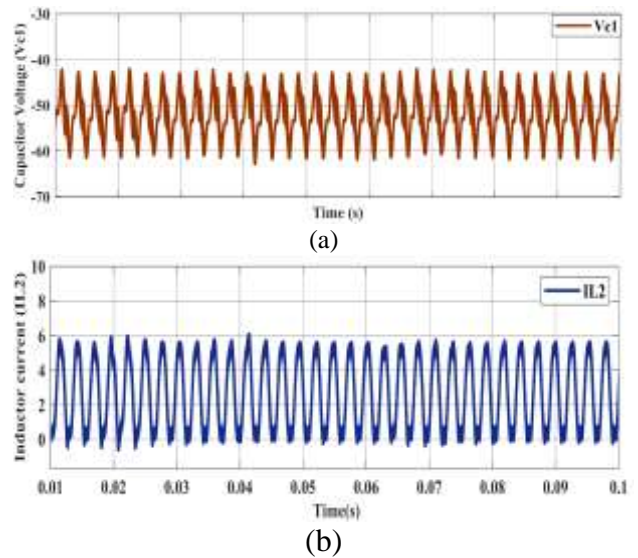 -30
Vc1
-40
-50
-60
-70
Capacitor Voltage (Vc1)
Time (s)
(a)
10
IL2
8
6
4
2
0
Inductor current (IL2)
0.01 0.02 0.03 0.04 0.05 0.06 0.07 0.08 0.09 0.1
Time(s)
(b)